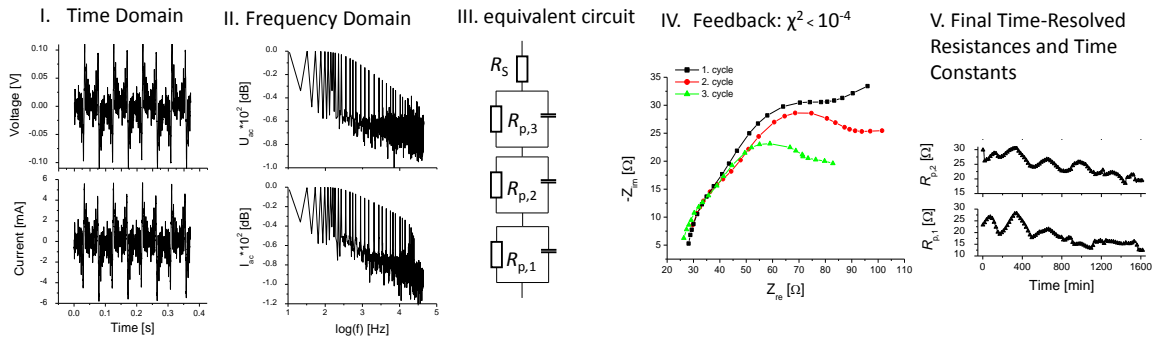 I. Time Domain
II. Frequency Domain
III. equivalent circuit
IV. Feedback: χ² < 10⁻⁴
V. Final Time-Resolved
Resistances and Time
Constants
Voltage [V]
0.10
0.05
0.00
-0.05
-0.10
Current [mA]
6
4
2
0
-2
-4
-6
0.0 0.1 0.2 0.3 0.4
Time [s]
U_ac *10² [dB]
0.0
-0.2
-0.4
-0.6
-0.8
-1.0
I_ac *10² [dB]
0.0
-0.2
-0.4
-0.6
-0.8
-1.0
-1.2
1 2 3 4 5
log(f) [Hz]
R_S
R_p,3
R_p,2
R_p,1
-Z_im [Ω]
-35
-30
-25
-20
-15
-10
-5
1. cycle
2. cycle
3. cycle
20 30 40 50 60 70 80 90 100 110
Z_re [Ω]
R_p,2 [Ω]
30
25
20
15
R_p,1 [Ω]
25
20
15
10
0 400 800 1200 1600
Time [min]